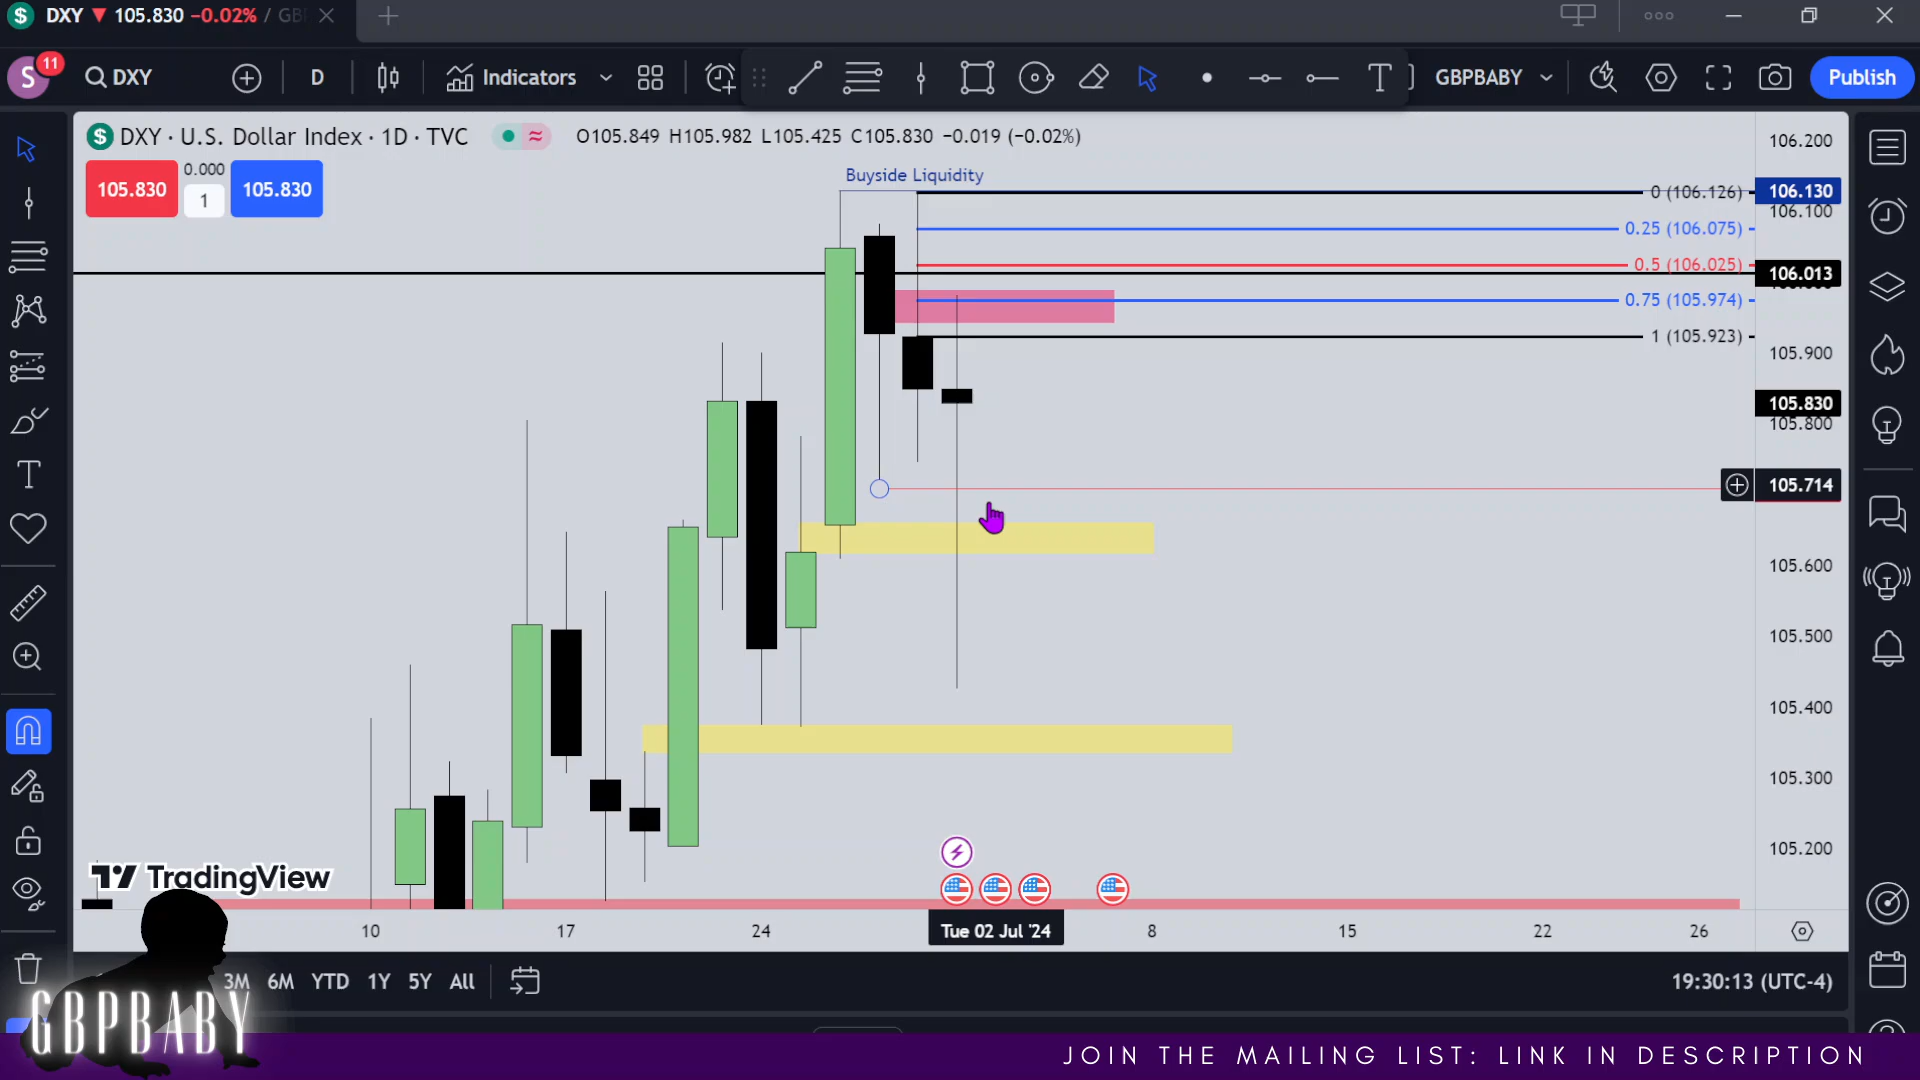 DXY ▼ 105.830 −0.02% / GB
S 11 DXY D Indicators GBPBABY Publish
DXY · U.S. Dollar Index · 1D · TVC O105.849 H105.982 L105.425 C105.830 −0.019 (−0.02%)
105.830 0.000 1 105.830
Buyside Liquidity
106.200
0 (106.126) 106.130
106.100
0.25 (106.075)
0.5 (106.025)
106.013
0.75 (105.974)
1 (105.923)
105.900
105.830
105.800
105.714
105.600
105.500
105.400
105.300
105.200
TradingView
10 17 24 Tue 02 Jul '24 8 15 22 26
3M 6M YTD 1Y 5Y All 19:30:13 (UTC-4)
GBPBABY
JOIN THE MAILING LIST: LINK IN DESCRIPTION